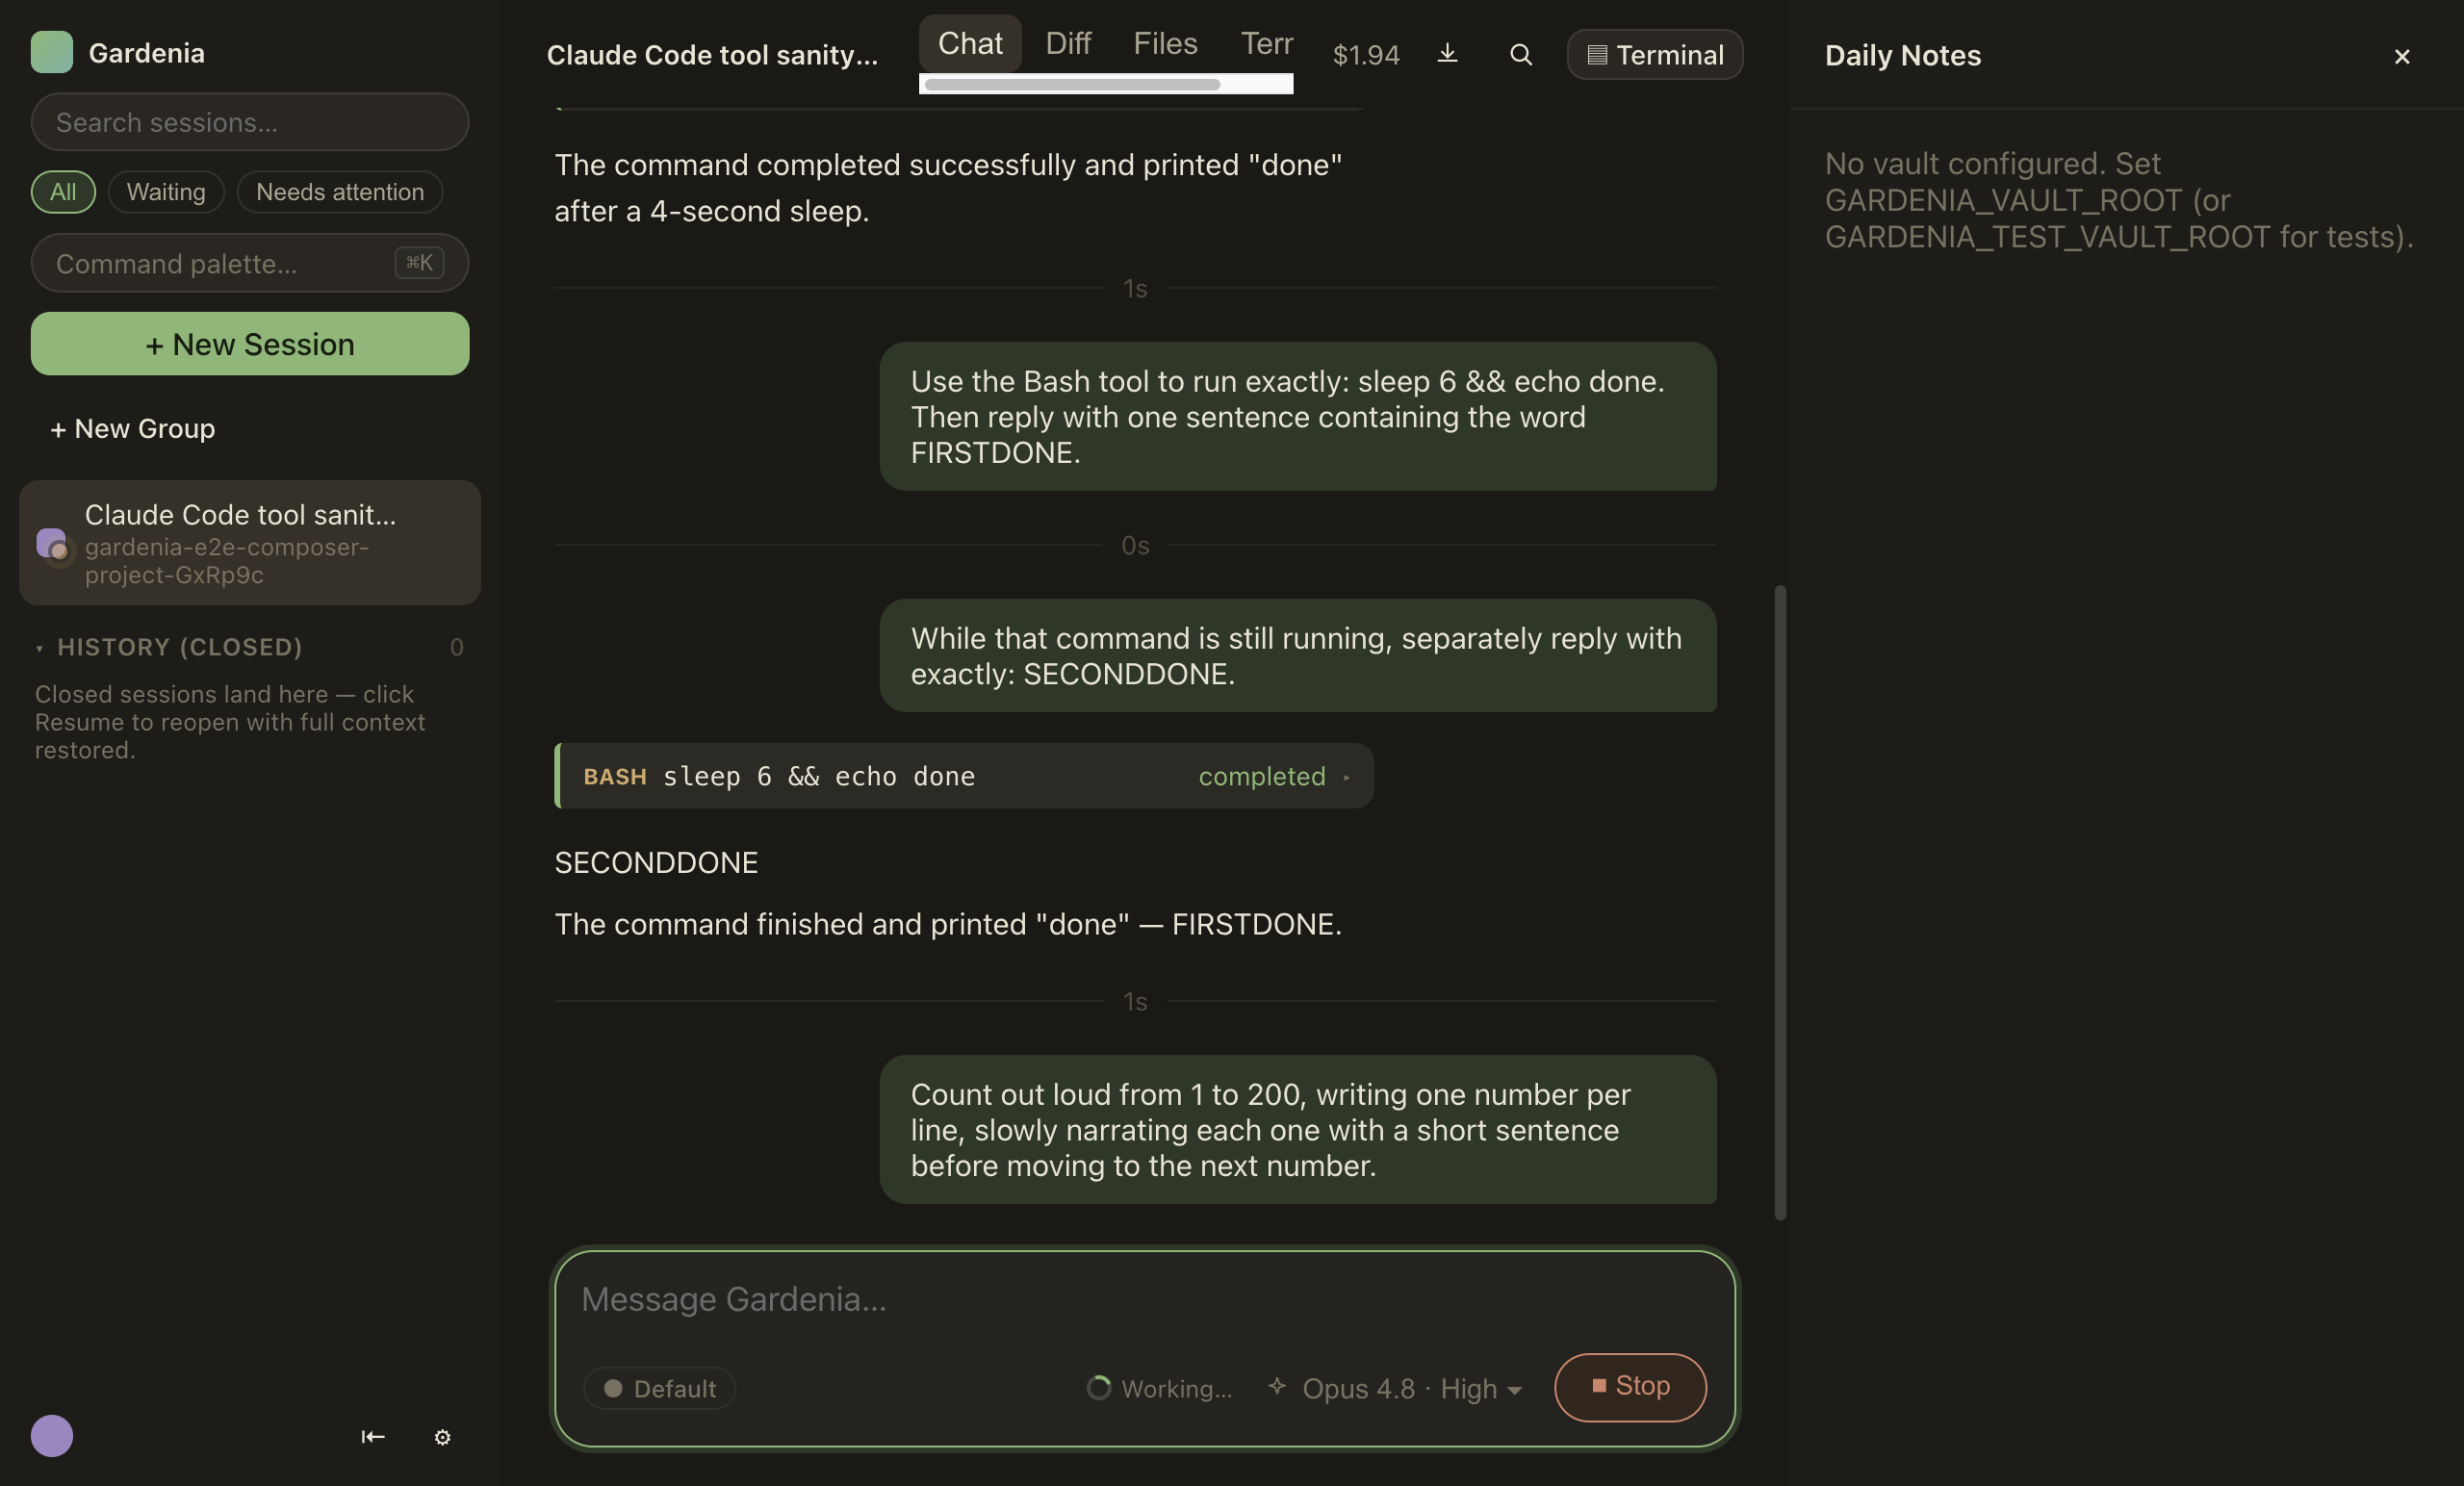 Gardenia
Search sessions...
All
Waiting
Needs attention
Command palette...
⌘K
+ New Session
+ New Group
Claude Code tool sanit...
gardenia-e2e-composer-
project-GxRp9c
HISTORY (CLOSED)
0
Closed sessions land here — click
Resume to reopen with full context
restored.
Claude Code tool sanity...
Chat
Diff
Files
Terr
$1.94
Terminal
The command completed successfully and printed "done"
after a 4-second sleep.
1s
Use the Bash tool to run exactly: sleep 6 && echo done.
Then reply with one sentence containing the word
FIRSTDONE.
0s
While that command is still running, separately reply with
exactly: SECONDDONE.
BASH sleep 6 && echo done
completed
SECONDDONE
The command finished and printed "done" — FIRSTDONE.
1s
Count out loud from 1 to 200, writing one number per
line, slowly narrating each one with a short sentence
before moving to the next number.
Message Gardenia...
Default
Working...
Opus 4.8 · High
Stop
Daily Notes
No vault configured. Set
GARDENIA_VAULT_ROOT (or
GARDENIA_TEST_VAULT_ROOT for tests).